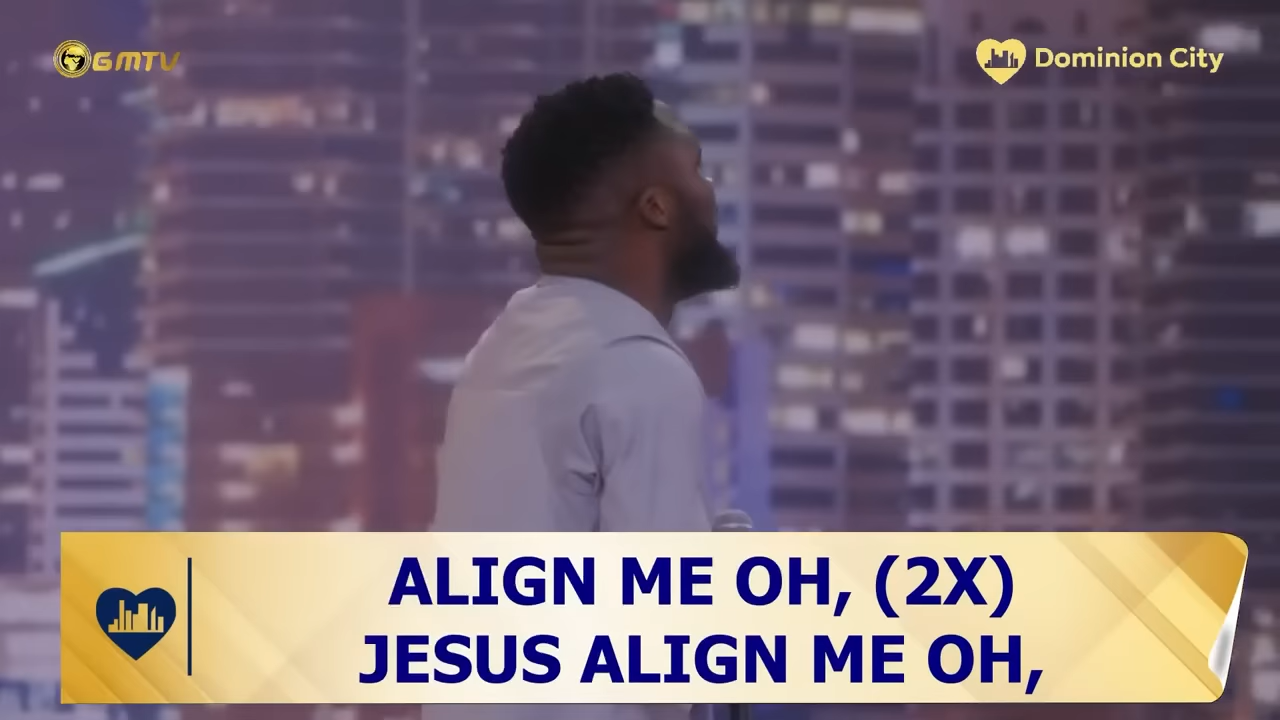 GMTV
Dominion City
ALIGN ME OH, (2X)
JESUS ALIGN ME OH,